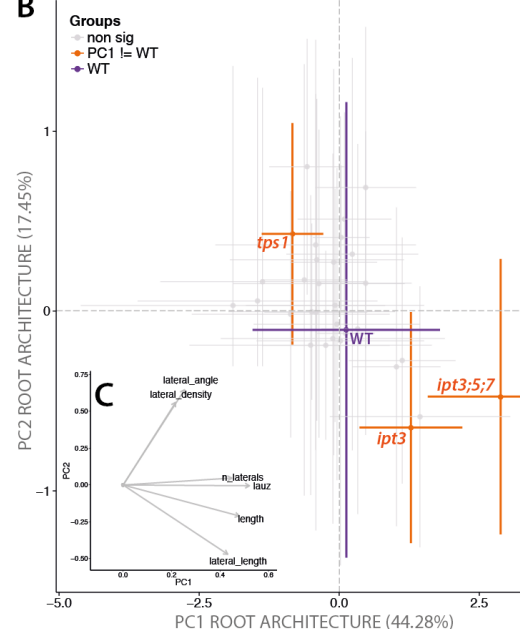 B
Groups
non sig
PC1 != WT
WT
PC2 ROOT ARCHITECTURE (17.45%)
1
0
−1
tps1
WT
ipt3;5;7
ipt3
C
PC2
0.75
0.50
0.25
0.00
−0.25
−0.50
lateral_angle
lateral_density
n_laterals
lauz
length
lateral_length
0.0 0.2 0.4 0.6
PC1
−5.0 −2.5 0.0 2.5
PC1 ROOT ARCHITECTURE (44.28%)